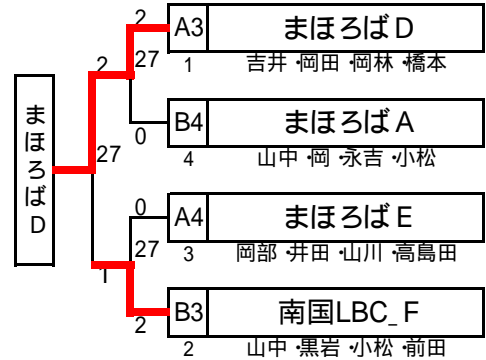 2
A3 まほろばD
27
1 吉井・岡田・岡林・橋本
2
0
B4 まほろばA
27
4 山中・岡・永吉・小松
まほろばD
0
A4 まほろばE
27
3 岡部・井田・山川・高島田
1
2
B3 南国LBC_F
2 山中・黒岩・小松・前田